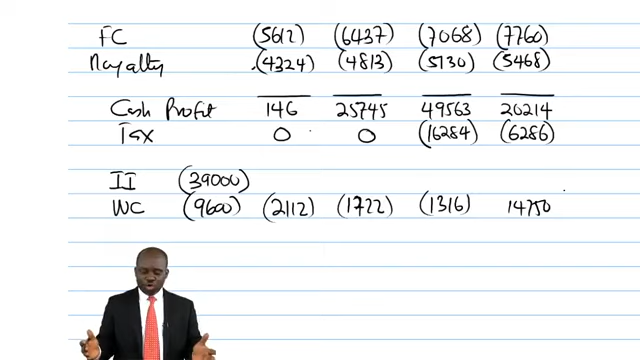 FC (5612) (6437) (7068) (7760)
Royalty (4324) (4813) (5130) (5468)
Cash Profit 146 25745 49563 20214
Tax 0 0 (16284) (6286)
II (39000)
WC (9600) (2112) (1722) (1316) 14750